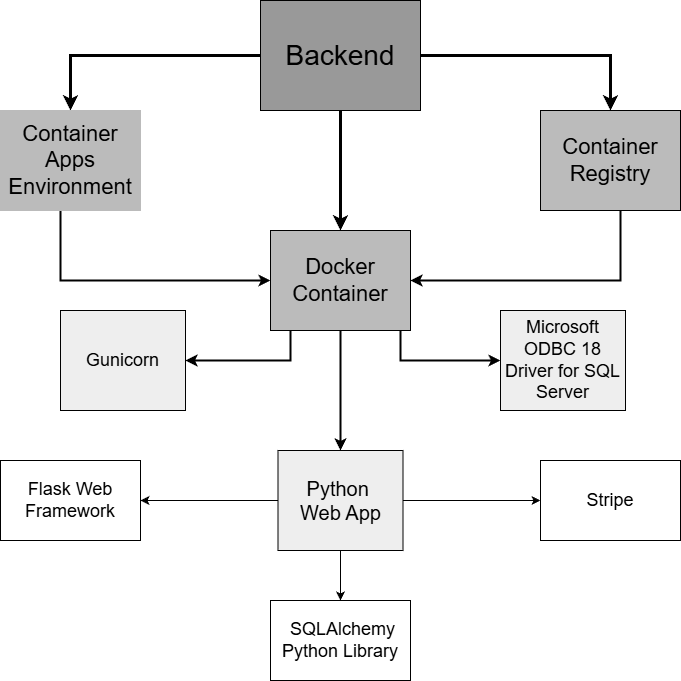 Backend
Container
Apps
Environment
Container
Registry
Docker
Container
Gunicorn
Microsoft
ODBC 18
Driver for SQL
Server
Flask Web
Framework
Python
Web App
Stripe
SQLAlchemy
Python Library